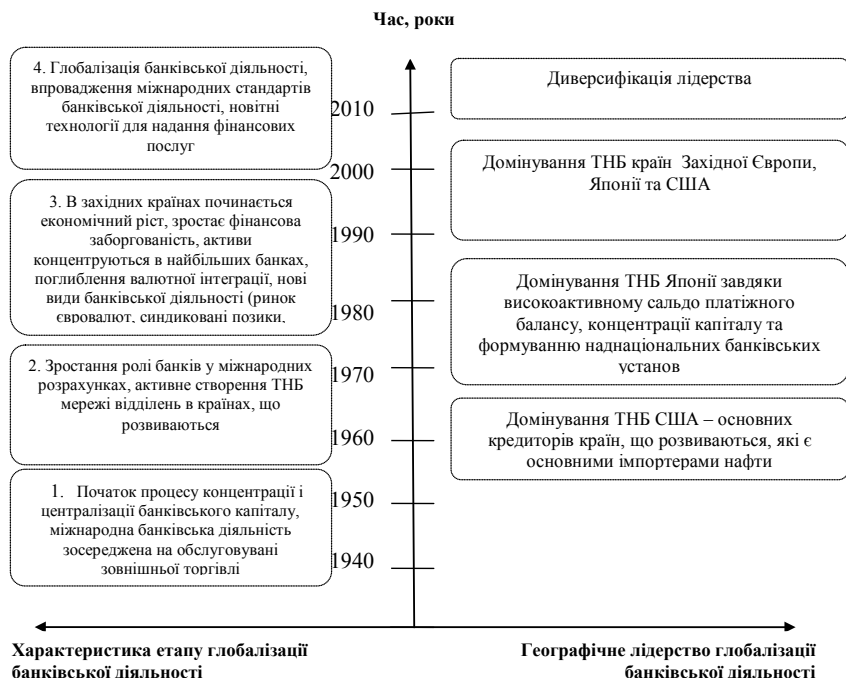 Час, роки
4. Глобалізація банківської діяльності,
впровадження міжнародних стандартів
банківської діяльності, новітні
технології для надання фінансових
послуг
3. В західних країнах починається
економічний ріст, зростає фінансова
заборгованість, активи
концентруються в найбільших банках,
поглиблення валютної інтеграції, нові
види банківської діяльності (ринок
євровалют, синдиковані позики,
2. Зростання ролі банків у міжнародних
розрахунках, активне створення ТНБ
мережі відділень в країнах, що
розвиваються
1. Початок процесу концентрації і
централізації банківського капіталу,
міжнародна банківська діяльність
зосереджена на обслуговувані
зовнішньої торгівлі
2010
2000
1990
1980
1970
1960
1950
1940
Диверсифікація лідерства
Домінування ТНБ країн Західної Європи,
Японії та США
Домінування ТНБ Японії завдяки
високоактивному сальдо платіжного
балансу, концентрації капіталу та
формуванню наднаціональних банківських
установ
Домінування ТНБ США – основних
кредиторів країн, що розвиваються, які є
основними імпортерами нафти
Характеристика етапу глобалізації
банківської діяльності
Географічне лідерство глобалізації
банківської діяльності